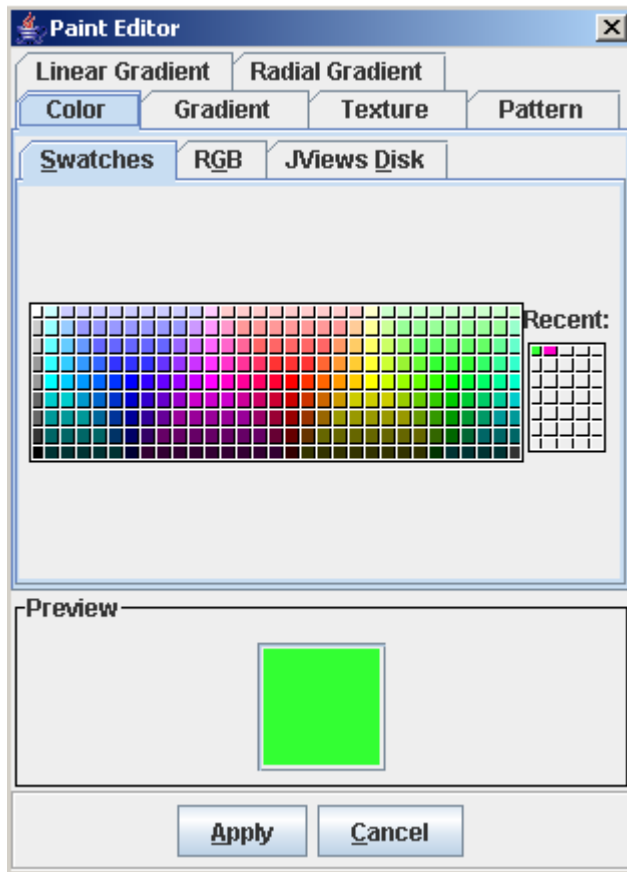 Paint Editor
Linear Gradient Radial Gradient
Color Gradient Texture Pattern
Swatches RGB JViews Disk
Recent:
Preview
Apply Cancel